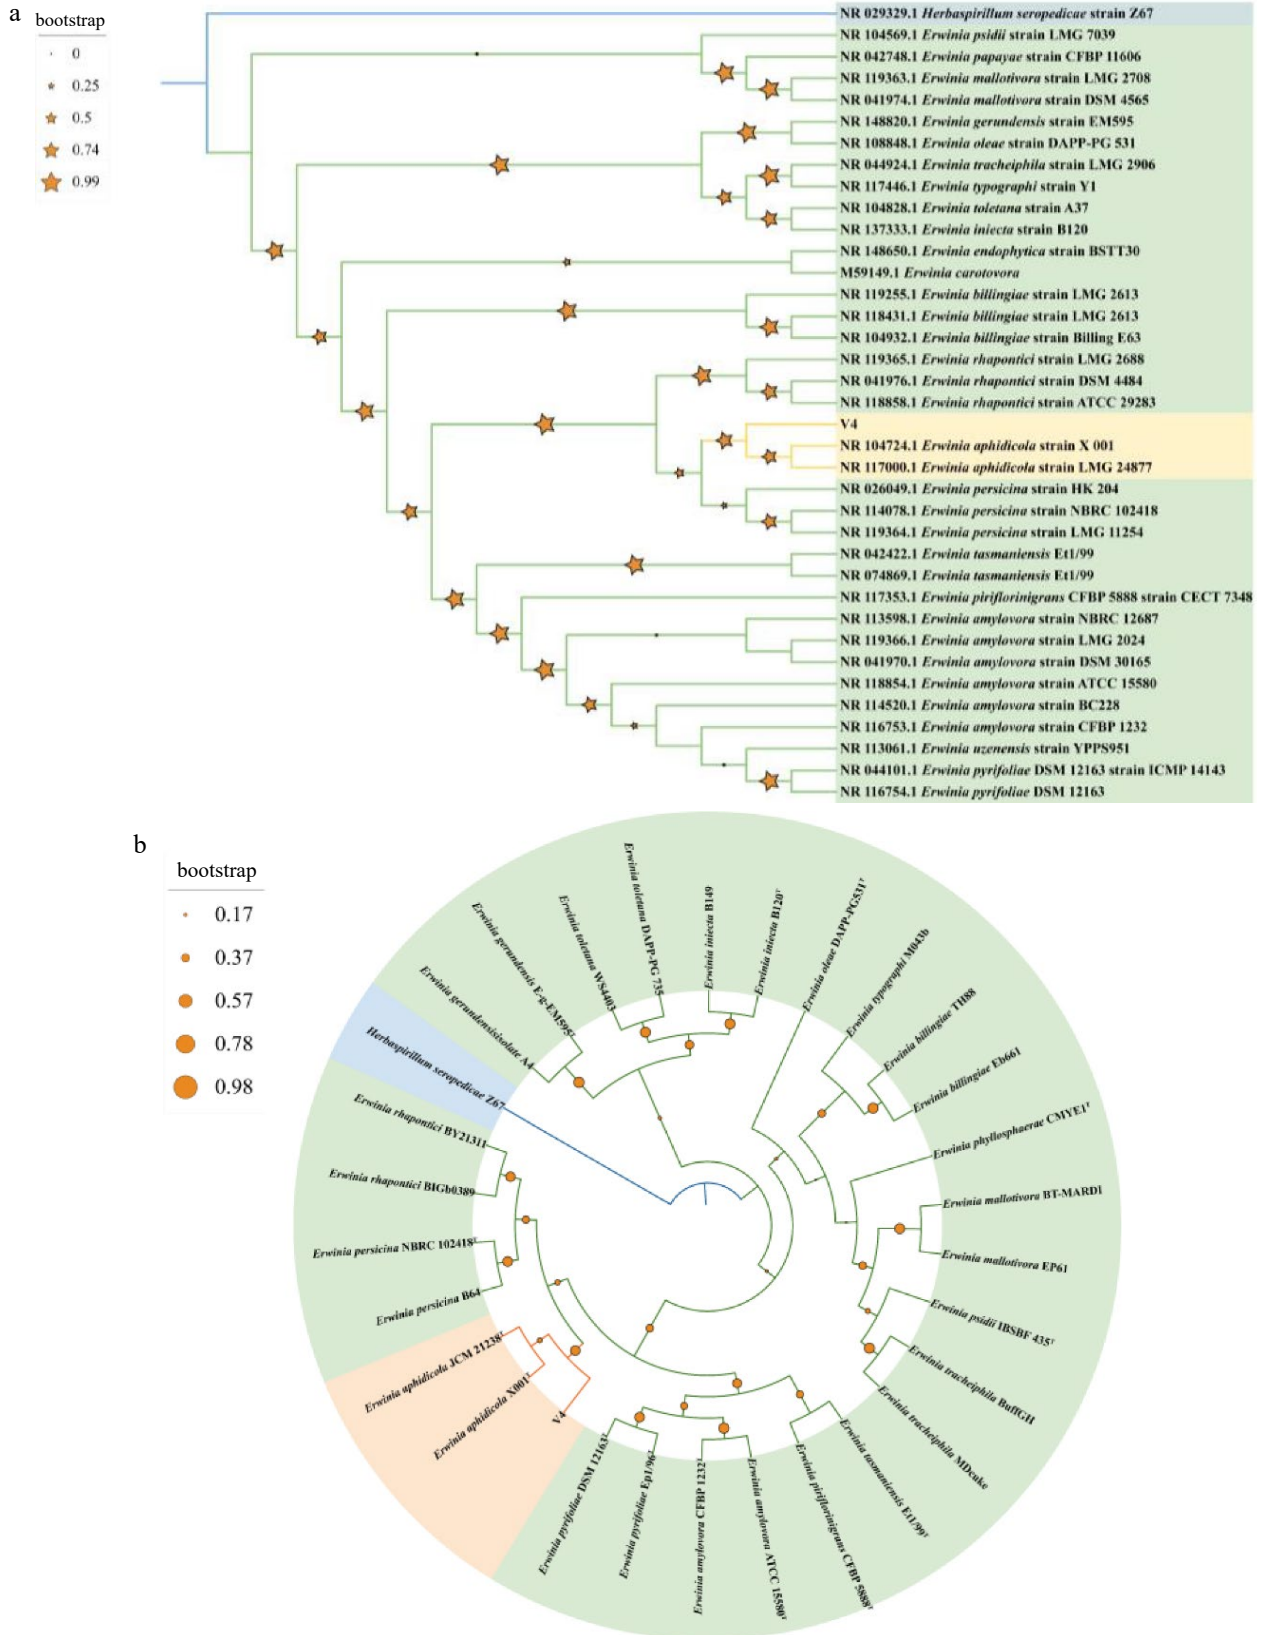 a
bootstrap
0
0.25
0.5
0.74
0.99
NR 029329.1 Herbaspirillum seropedicae strain Z67
NR 104569.1 Erwinia psidii strain LMG 7039
NR 042748.1 Erwinia papayae strain CFBP 11606
NR 119363.1 Erwinia mallotivora strain LMG 2708
NR 041974.1 Erwinia mallotivora strain DSM 4565
NR 148820.1 Erwinia gerundensis strain EM595
NR 108848.1 Erwinia oleae strain DAPP-PG 531
NR 044924.1 Erwinia tracheiphila strain LMG 2906
NR 117446.1 Erwinia typographi strain Y1
NR 104828.1 Erwinia toletana strain A37
NR 137333.1 Erwinia iniecta strain B120
NR 148650.1 Erwinia endophytica strain BSTT30
M59149.1 Erwinia carotovora
NR 119255.1 Erwinia billingiae strain LMG 2613
NR 118431.1 Erwinia billingiae strain LMG 2613
NR 104932.1 Erwinia billingiae strain Billing E63
NR 119365.1 Erwinia rhapontici strain LMG 2688
NR 041976.1 Erwinia rhapontici strain DSM 4484
NR 118858.1 Erwinia rhapontici strain ATCC 29283
V4
NR 104724.1 Erwinia aphidicola strain X 001
NR 117000.1 Erwinia aphidicola strain LMG 24877
NR 026049.1 Erwinia persicina strain HK 204
NR 114078.1 Erwinia persicina strain NBRC 102418
NR 119364.1 Erwinia persicina strain LMG 11254
NR 042422.1 Erwinia tasmaniensis Et1/99
NR 074869.1 Erwinia tasmaniensis Et1/99
NR 117353.1 Erwinia piriflorinigrans CFBP 5888 strain CECT 7348
NR 113598.1 Erwinia amylovora strain NBRC 12687
NR 119366.1 Erwinia amylovora strain LMG 2024
NR 041970.1 Erwinia amylovora strain DSM 30165
NR 118854.1 Erwinia amylovora strain ATCC 15580
NR 114520.1 Erwinia amylovora strain BC228
NR 116753.1 Erwinia amylovora strain CFBP 1232
NR 113061.1 Erwinia uzenensis strain YPPS951
NR 044101.1 Erwinia pyrifoliae DSM 12163 strain ICMP 14143
NR 116754.1 Erwinia pyrifoliae DSM 12163
b
bootstrap
0.17
0.37
0.57
0.78
0.98
Herbaspirillum seropedicae Z67
Erwinia gerundensisisolate A4
Erwinia gerundensis E-g-EM595ᵀ
Erwinia toletana WS4403
Erwinia toletana DAPP-PG 735
Erwinia iniecta B149
Erwinia iniecta B120ᵀ
Erwinia oleae DAPP-PG531ᵀ
Erwinia typographi M043b
Erwinia billingiae TH88
Erwinia billingiae Eb661
Erwinia phyllosphaerae CMYE1ᵀ
Erwinia mallotivora BT-MARDI
Erwinia mallotivora EP61
Erwinia psidii IBSBF 435ᵀ
Erwinia tracheiphila BuffGH
Erwinia tracheiphila MDcuke
Erwinia tasmaniensis Et1/99ᵀ
Erwinia piriflorinigrans CFBP 5888ᵀ
Erwinia amylovora ATCC 15580ᵀ
Erwinia amylovora CFBP 1232ᵀ
Erwinia pyrifoliae Ep1/96ᵀ
Erwinia pyrifoliae DSM 12163ᵀ
V4
Erwinia aphidicola X001ᵀ
Erwinia aphidicola JCM 21238ᵀ
Erwinia persicina B64
Erwinia persicina NBRC 102418ᵀ
Erwinia rhapontici BIGb0389
Erwinia rhapontici BY21311